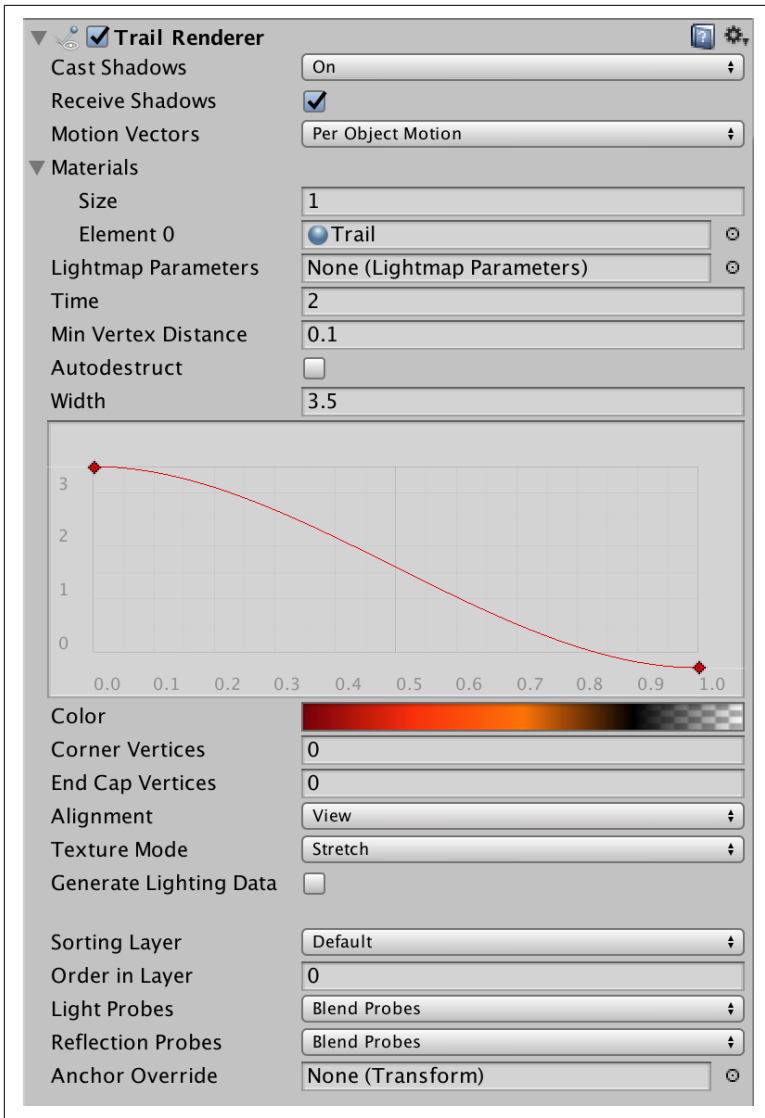 Trail Renderer
Cast Shadows On
Receive Shadows
Motion Vectors Per Object Motion
Materials
Size 1
Element 0 Trail
Lightmap Parameters None (Lightmap Parameters)
Time 2
Min Vertex Distance 0.1
Autodestruct
Width 3.5
3
2
1
0
0.0 0.1 0.2 0.3 0.4 0.5 0.6 0.7 0.8 0.9 1.0
Color
Corner Vertices 0
End Cap Vertices 0
Alignment View
Texture Mode Stretch
Generate Lighting Data
Sorting Layer Default
Order in Layer 0
Light Probes Blend Probes
Reflection Probes Blend Probes
Anchor Override None (Transform)